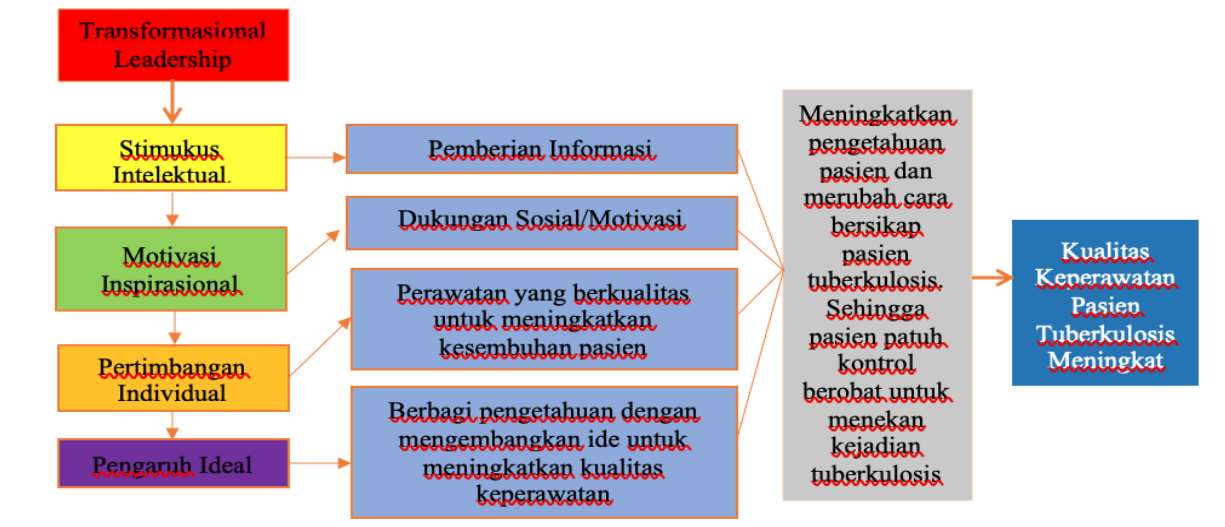 Transformasional
Leadership
Stimukus
Intelektual.
Motivasi
Inspirasional
Pertimbangan
Individual
Pengaruh Ideal
Pemberian Informasi
Dukungan Sosial/Motivasi
Perawatan yang berkualitas
untuk meningkatkan
kesembuhan pasien
Berbagi pengetahuan dengan
mengembangkan ide untuk
meningkatkan kualitas
keperawatan
Meningkatkan
pengetahuan
pasien dan
merubah cara
bersikap
pasien
tuberkulosis.
Sehingga
pasien patuh
kontrol
berobat untuk
menekan
kejadian
tuberkulosis
Kualitas
Keperawatan
Pasien
Tuberkulosis
Meningkat